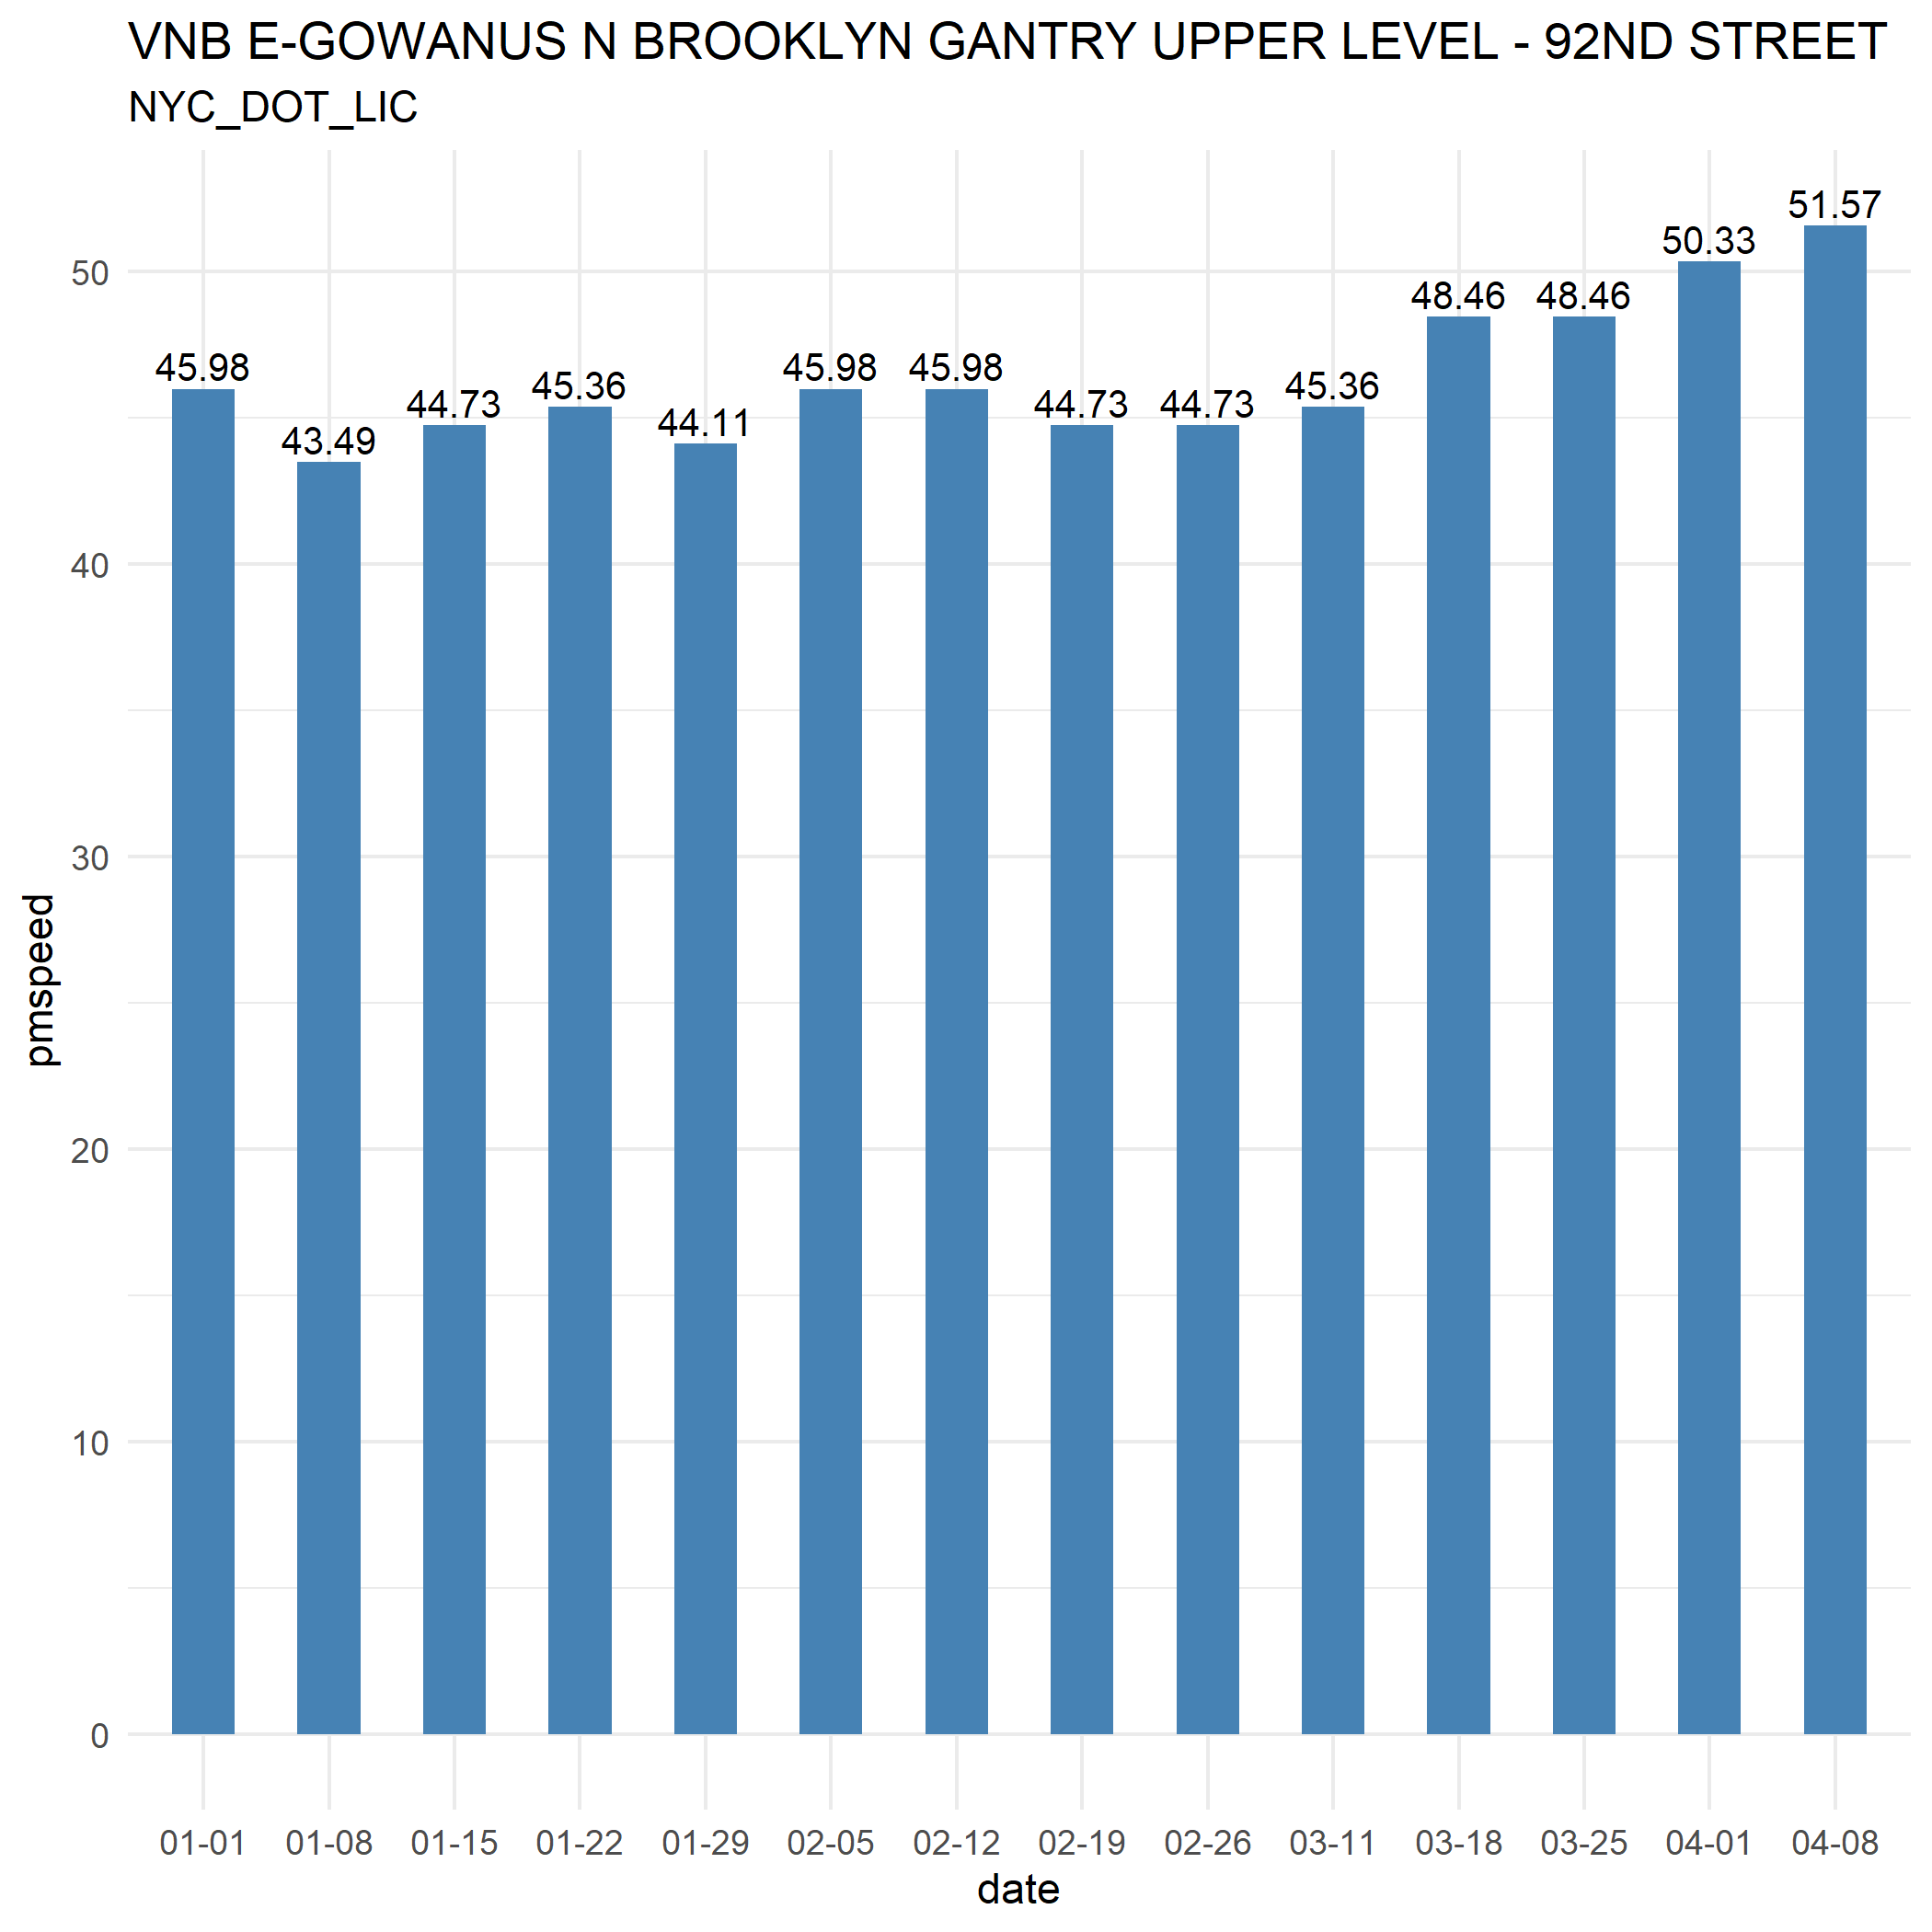 VNB E-GOWANUS N BROOKLYN GANTRY UPPER LEVEL - 92ND STREET
NYC_DOT_LIC
51.57
50.33
48.46 48.46
45.98 45.98 45.98
45.36 45.36
44.73 44.73 44.73
44.11
43.49
50
40
30
20
10
0
pmspeed
01-01 01-08 01-15 01-22 01-29 02-05 02-12 02-19 02-26 03-11 03-18 03-25 04-01 04-08
date